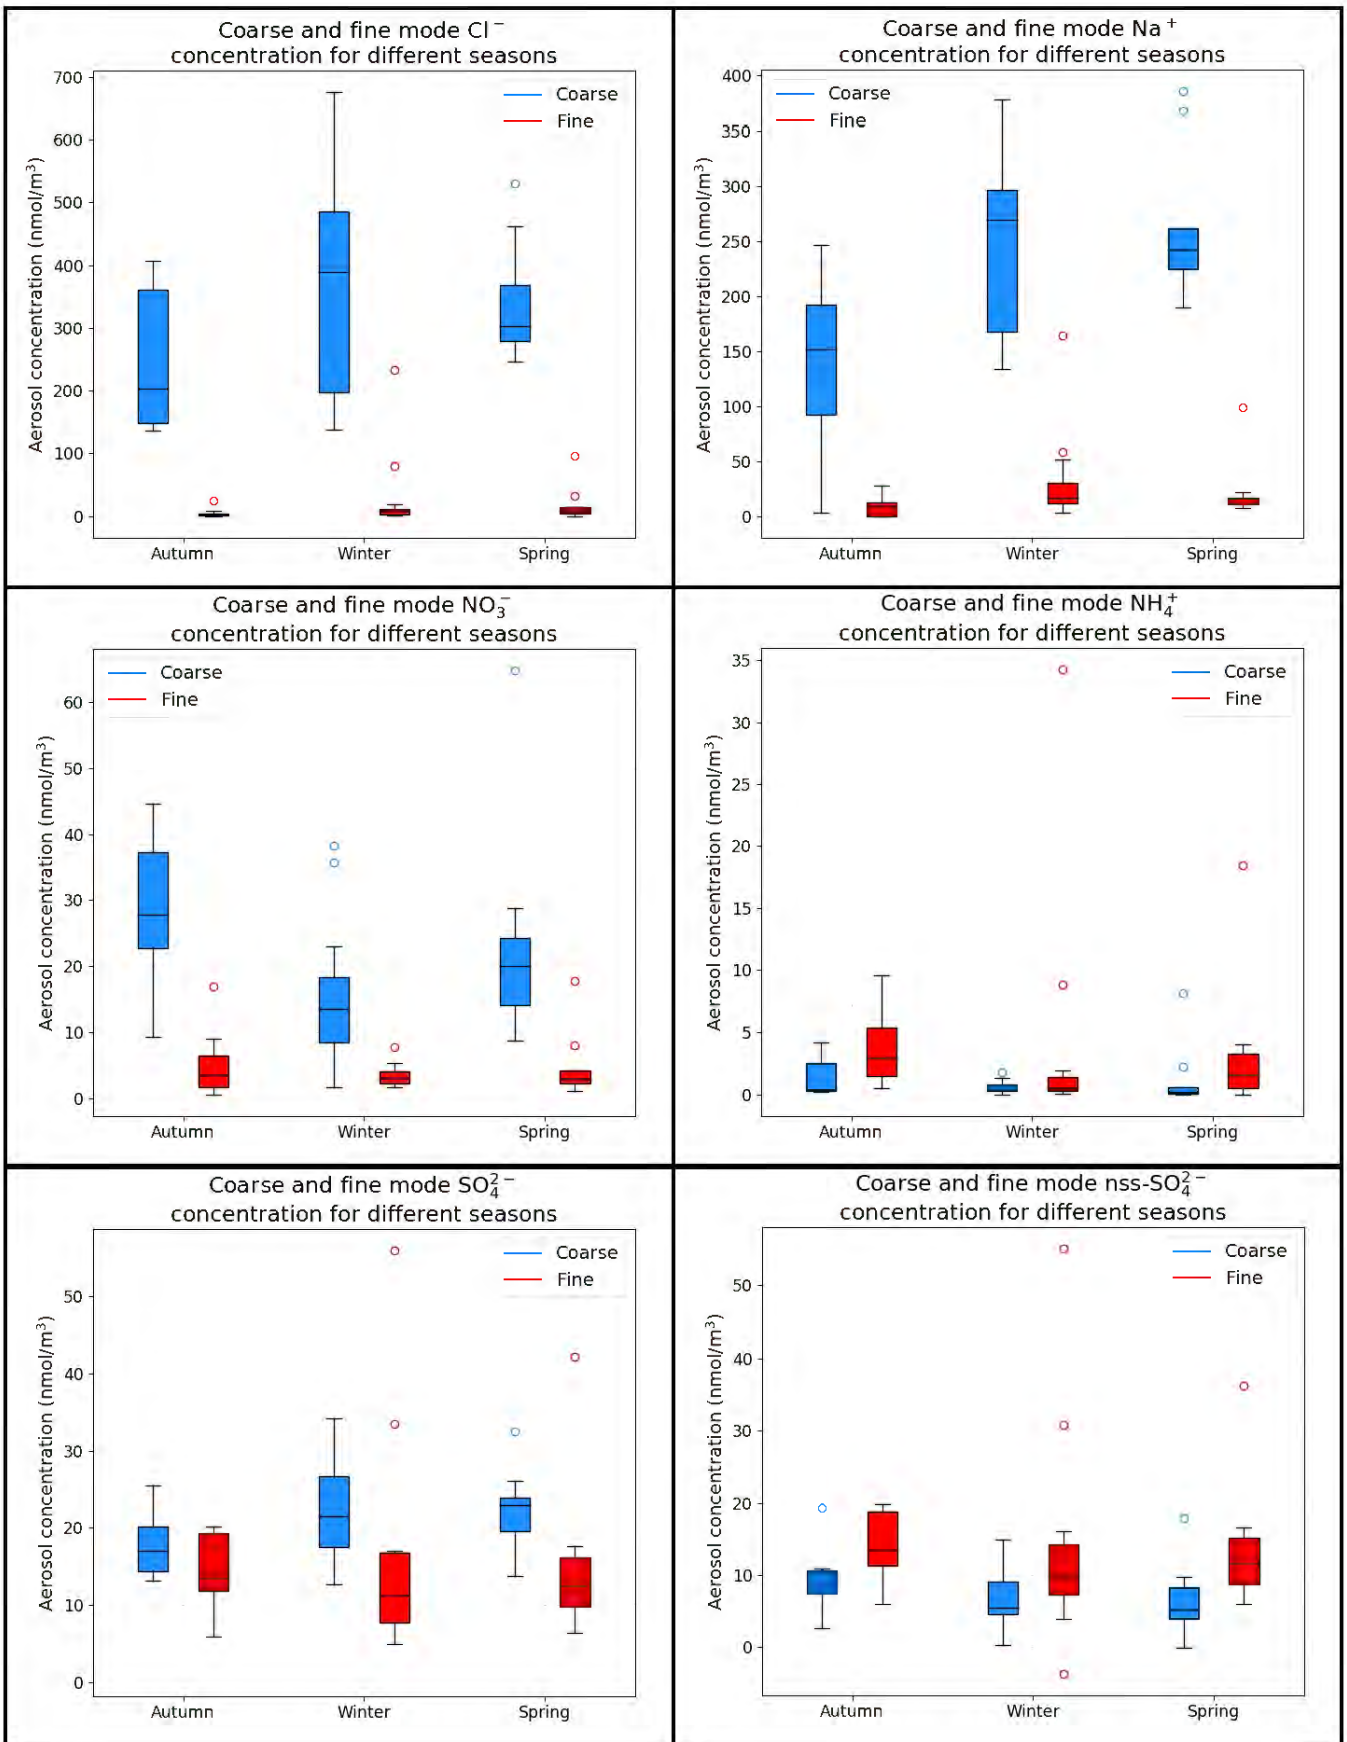 Coarse and fine mode Cl⁻
concentration for different seasons
Aerosol concentration (nmol/m³)
700
600
500
400
300
200
100
0
Coarse
Fine
Autumn Winter Spring
Coarse and fine mode Na⁺
concentration for different seasons
Aerosol concentration (nmol/m³)
400
350
300
250
200
150
100
50
0
Coarse
Fine
Autumn Winter Spring
Coarse and fine mode NO₃⁻
concentration for different seasons
Aerosol concentration (nmol/m³)
60
50
40
30
20
10
0
Coarse
Fine
Autumn Winter Spring
Coarse and fine mode NH₄⁺
concentration for different seasons
Aerosol concentration (nmol/m³)
35
30
25
20
15
10
5
0
Coarse
Fine
Autumn Winter Spring
Coarse and fine mode SO₄²⁻
concentration for different seasons
Aerosol concentration (nmol/m³)
50
40
30
20
10
0
Coarse
Fine
Autumn Winter Spring
Coarse and fine mode nss-SO₄²⁻
concentration for different seasons
Aerosol concentration (nmol/m³)
50
40
30
20
10
0
Coarse
Fine
Autumn Winter Spring